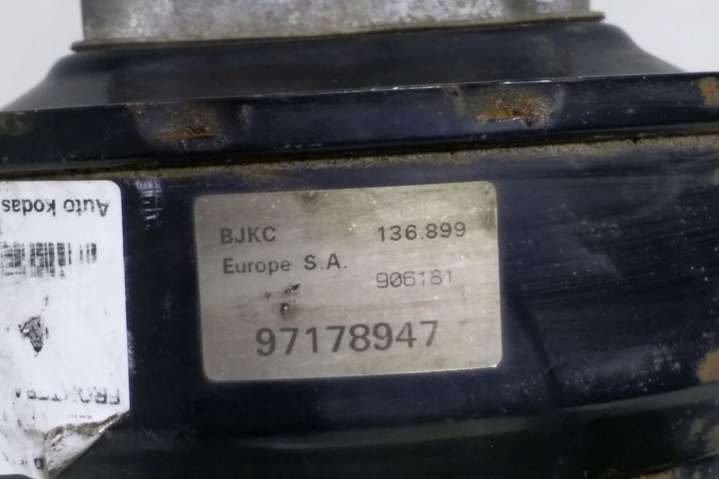 BJKC 136.899
Europe S.A.
906181
97178947
Auto kodas